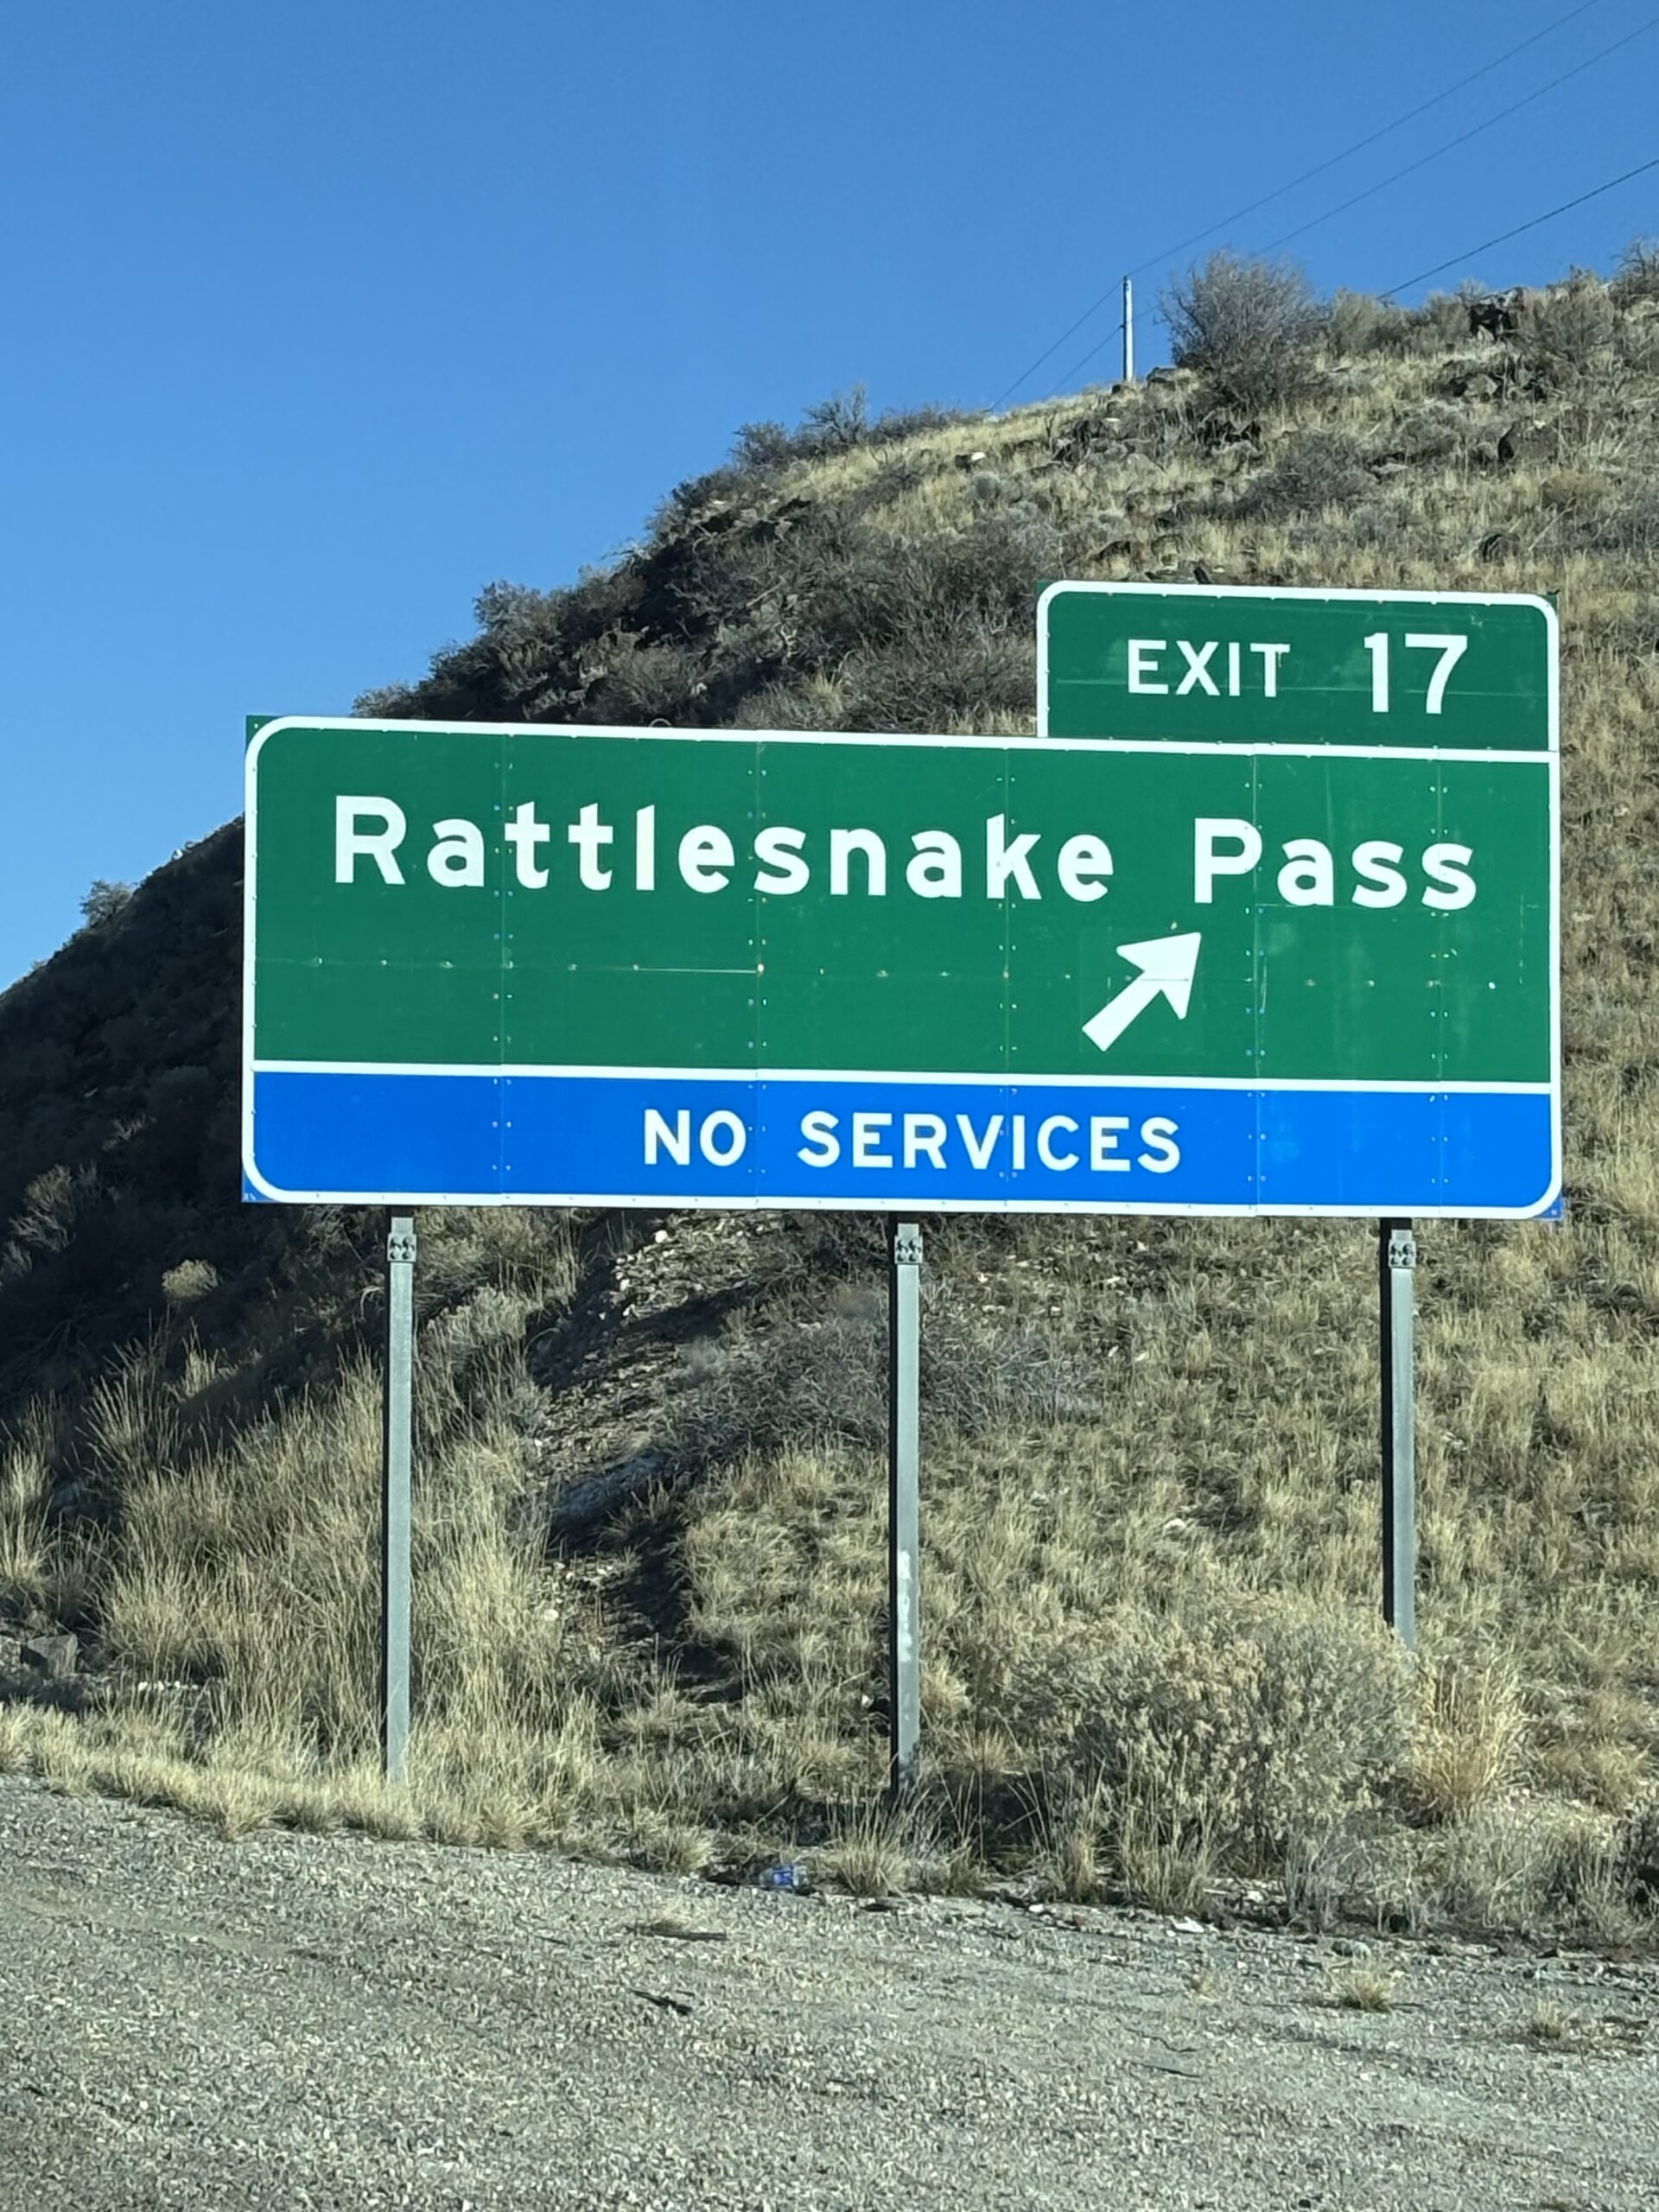 EXIT 17
Rattlesnake Pass
NO SERVICES